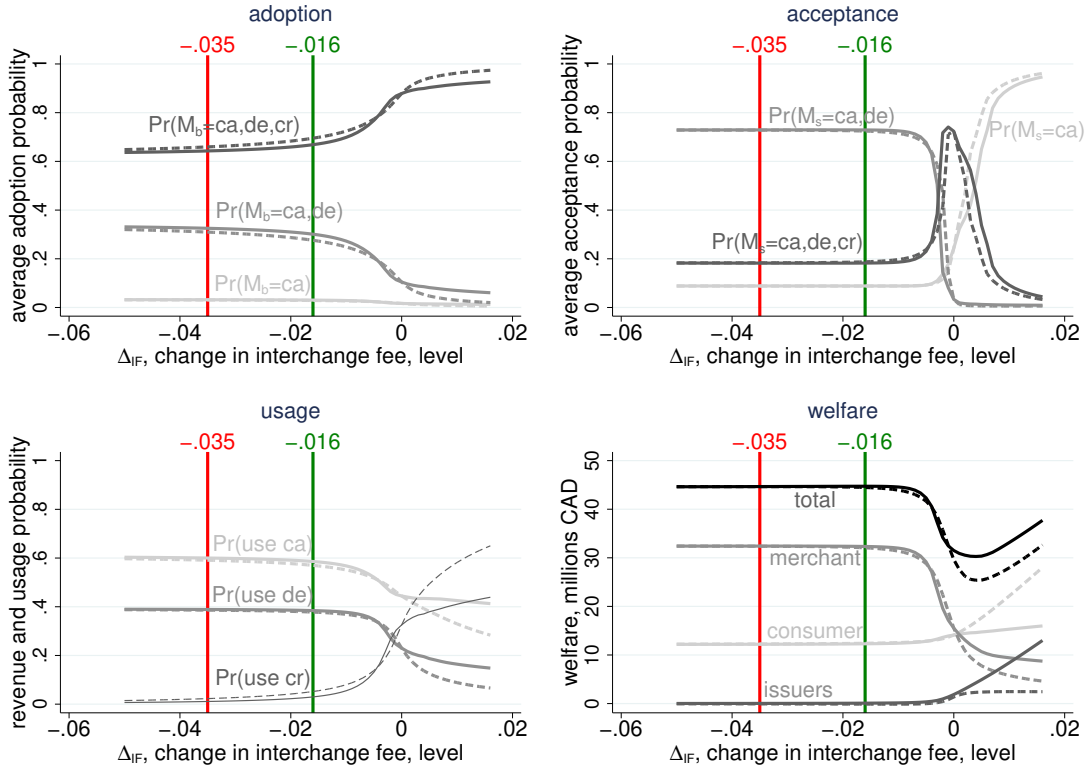 adoption
−.035 −.016
average adoption probability
1
.8
.6
.4
.2
0
Pr(M_b=ca,de,cr)
Pr(M_b=ca,de)
Pr(M_b=ca)
−.06 −.04 −.02 0 .02
Δ_IF, change in interchange fee, level
acceptance
−.035 −.016
average acceptance probability
1
.8
.6
.4
.2
0
Pr(M_s=ca,de)
Pr(M_s=ca)
Pr(M_s=ca,de,cr)
−.06 −.04 −.02 0 .02
Δ_IF, change in interchange fee, level
usage
−.035 −.016
revenue and usage probability
1
.8
.6
.4
.2
0
Pr(use ca)
Pr(use de)
Pr(use cr)
−.06 −.04 −.02 0 .02
Δ_IF, change in interchange fee, level
welfare
−.035 −.016
welfare, millions CAD
50
40
30
20
10
0
total
merchant
consumer
issuers
−.06 −.04 −.02 0 .02
Δ_IF, change in interchange fee, level